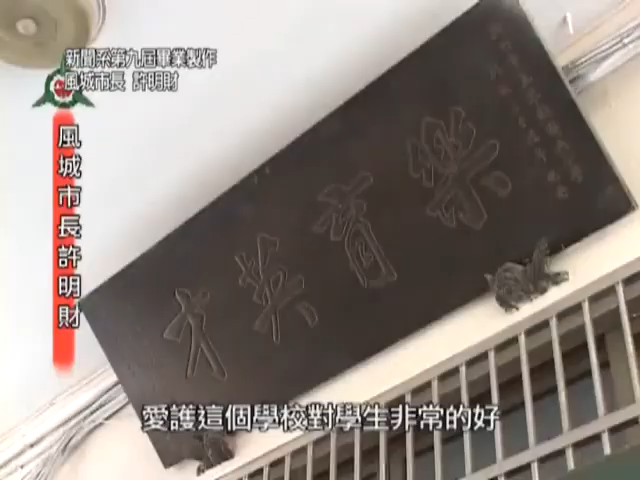 新聞系第九屆畢業製作
風城市長 許明財
風城市長許明財
樂育英才
愛護這個學校對學生非常的好